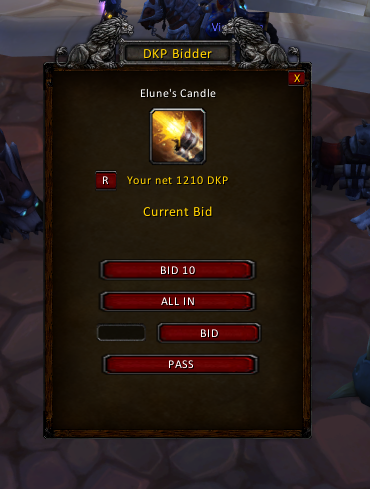 DKP Bidder
X
Elune's Candle
R
Your net 1210 DKP
Current Bid
BID 10
ALL IN
BID
PASS